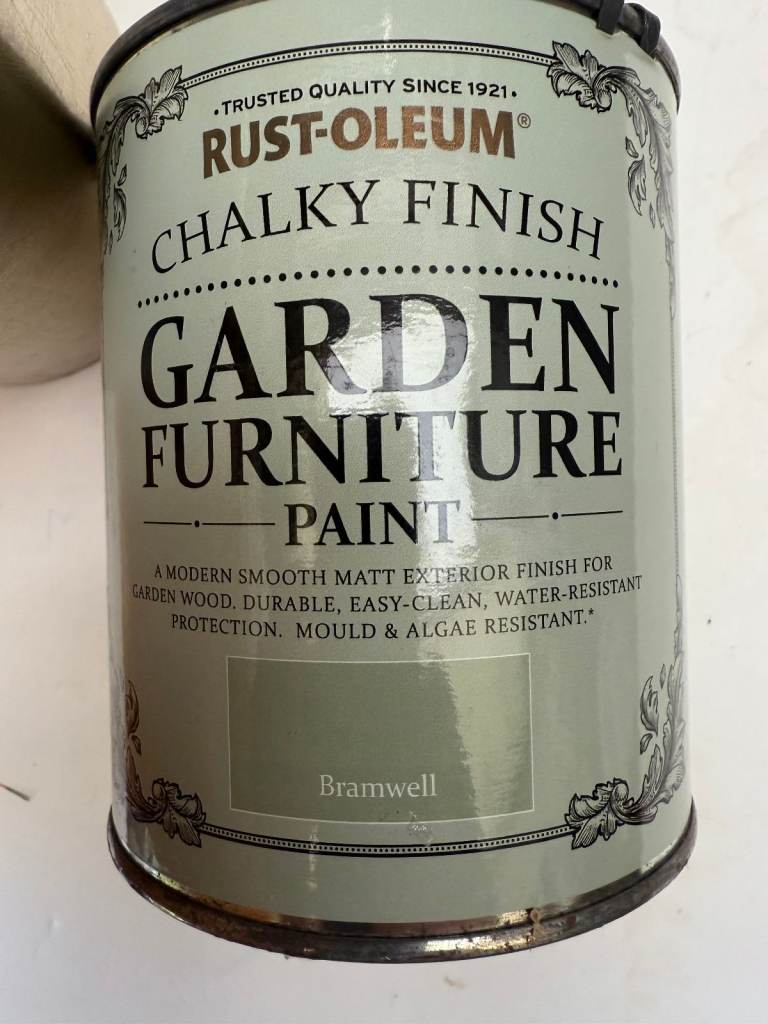 •TRUSTED QUALITY SINCE 1921•
RUST-OLEUM®
CHALKY FINISH
GARDEN
FURNITURE
PAINT
A MODERN SMOOTH MATT EXTERIOR FINISH FOR
GARDEN WOOD. DURABLE, EASY-CLEAN, WATER-RESISTANT
PROTECTION. MOULD & ALGAE RESISTANT.*
Bramwell